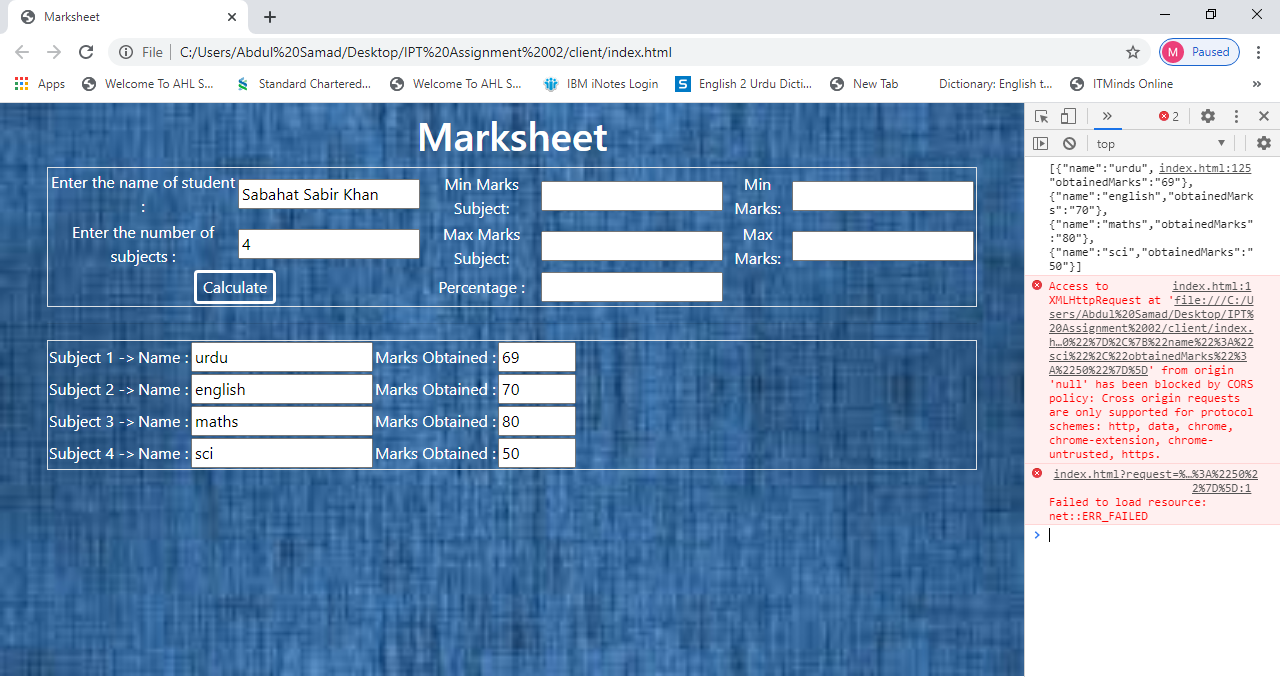 Marksheet
File C:/Users/Abdul%20Samad/Desktop/IPT%20Assignment%2002/client/index.html M Paused
Apps Welcome To AHL S... Standard Chartered... Welcome To AHL S... IBM iNotes Login S English 2 Urdu Dicti... New Tab Dictionary: English t... ITMinds Online »
Marksheet
Enter the name of student : Sabahat Sabir Khan Min Marks Subject: Min Marks:
Enter the number of subjects : 4 Max Marks Subject: Max Marks:
Calculate Percentage :
Subject 1 -> Name : urdu Marks Obtained : 69
Subject 2 -> Name : english Marks Obtained : 70
Subject 3 -> Name : maths Marks Obtained : 80
Subject 4 -> Name : sci Marks Obtained : 50
» 2
top
[{"name":"urdu", index.html:125
"obtainedMarks":"69"},
{"name":"english","obtainedMark
s":"70"},
{"name":"maths","obtainedMarks"
:"80"},
{"name":"sci","obtainedMarks":"
50"}]
Access to index.html:1
XMLHttpRequest at 'file:///C:/U
sers/Abdul%20Samad/Desktop/IPT%
20Assignment%2002/client/index.
h…0%22%7D%2C%7B%22name%22%3A%22
sci%22%2C%22obtainedMarks%22%3
A%2250%22%7D%5D' from origin
'null' has been blocked by CORS
policy: Cross origin requests
are only supported for protocol
schemes: http, data, chrome,
chrome-extension, chrome-
untrusted, https.
index.html?request=%…%3A%2250%2
2%7D%5D:1
Failed to load resource:
net::ERR_FAILED